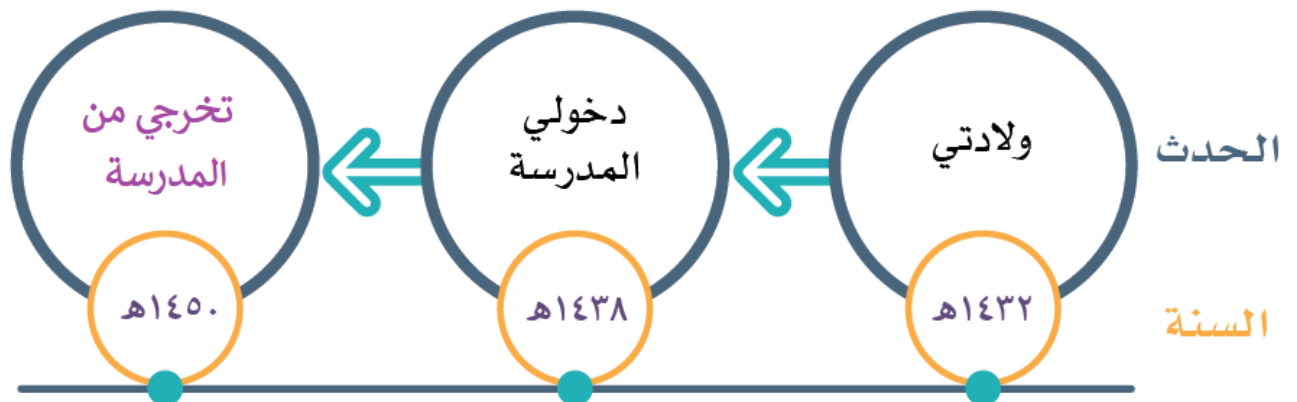 الحدث
ولادتي
دخولي
المدرسة
تخرجي من
المدرسة
السنة
١٤٣٢هـ
١٤٣٨هـ
١٤٥٠هـ